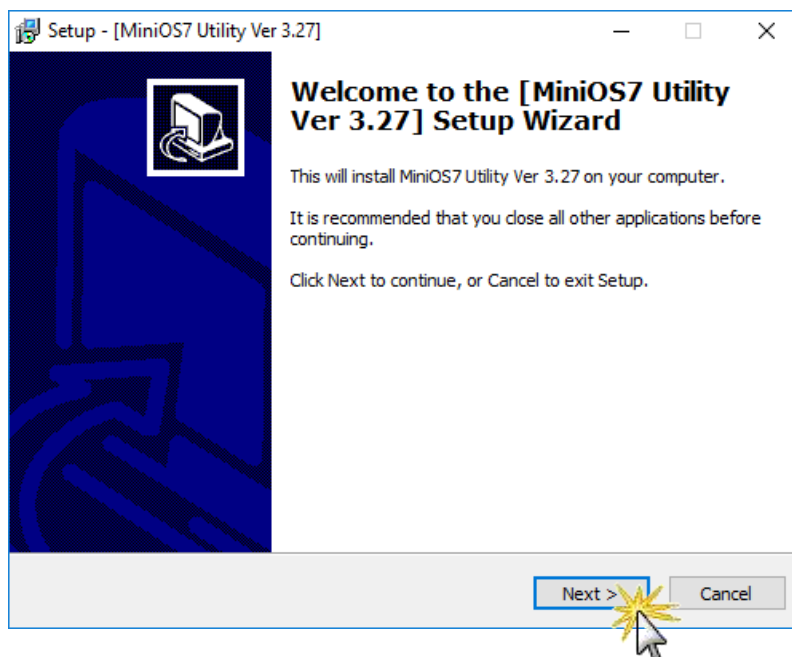 Setup - [MiniOS7 Utility Ver 3.27]
Welcome to the [MiniOS7 Utility
Ver 3.27] Setup Wizard
This will install MiniOS7 Utility Ver 3.27 on your computer.
It is recommended that you close all other applications before
continuing.
Click Next to continue, or Cancel to exit Setup.
Next >
Cancel